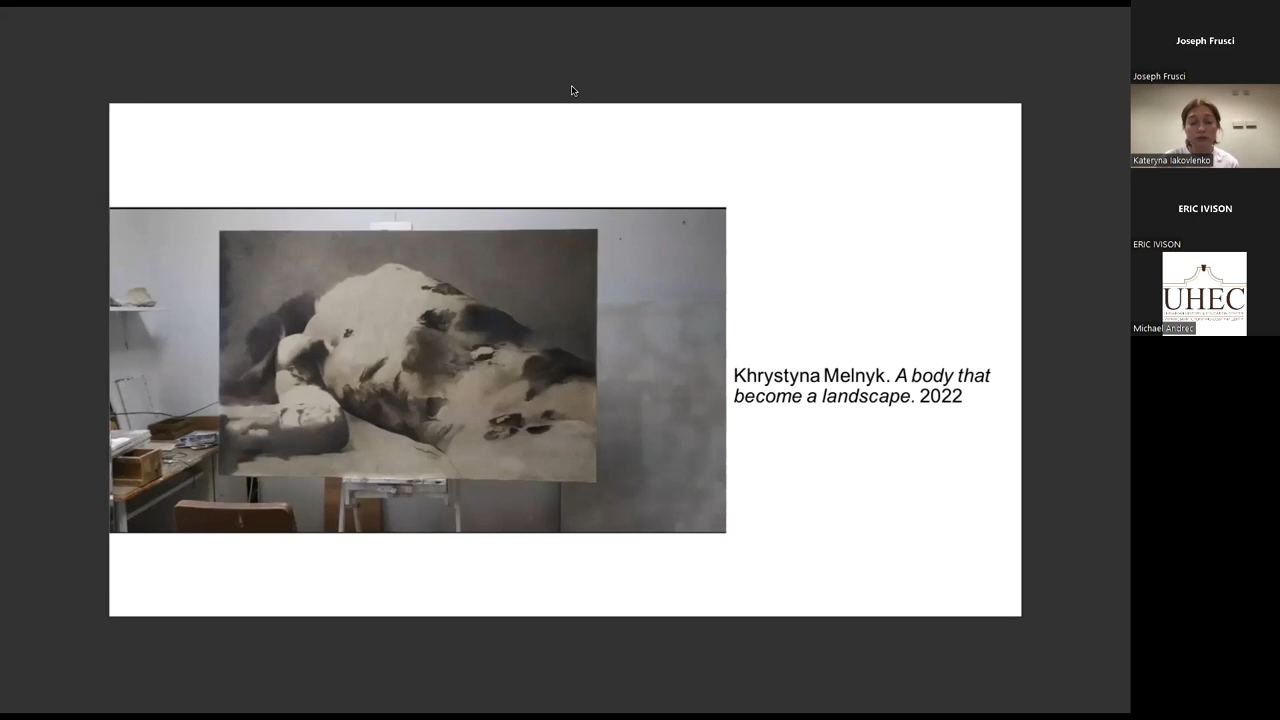 Joseph Frusci
Joseph Frusci
Kateryna Iakovlenko
ERIC IVISON
ERIC IVISON
UHEC
Michael Andrec
Khrystyna Melnyk. A body that
become a landscape. 2022